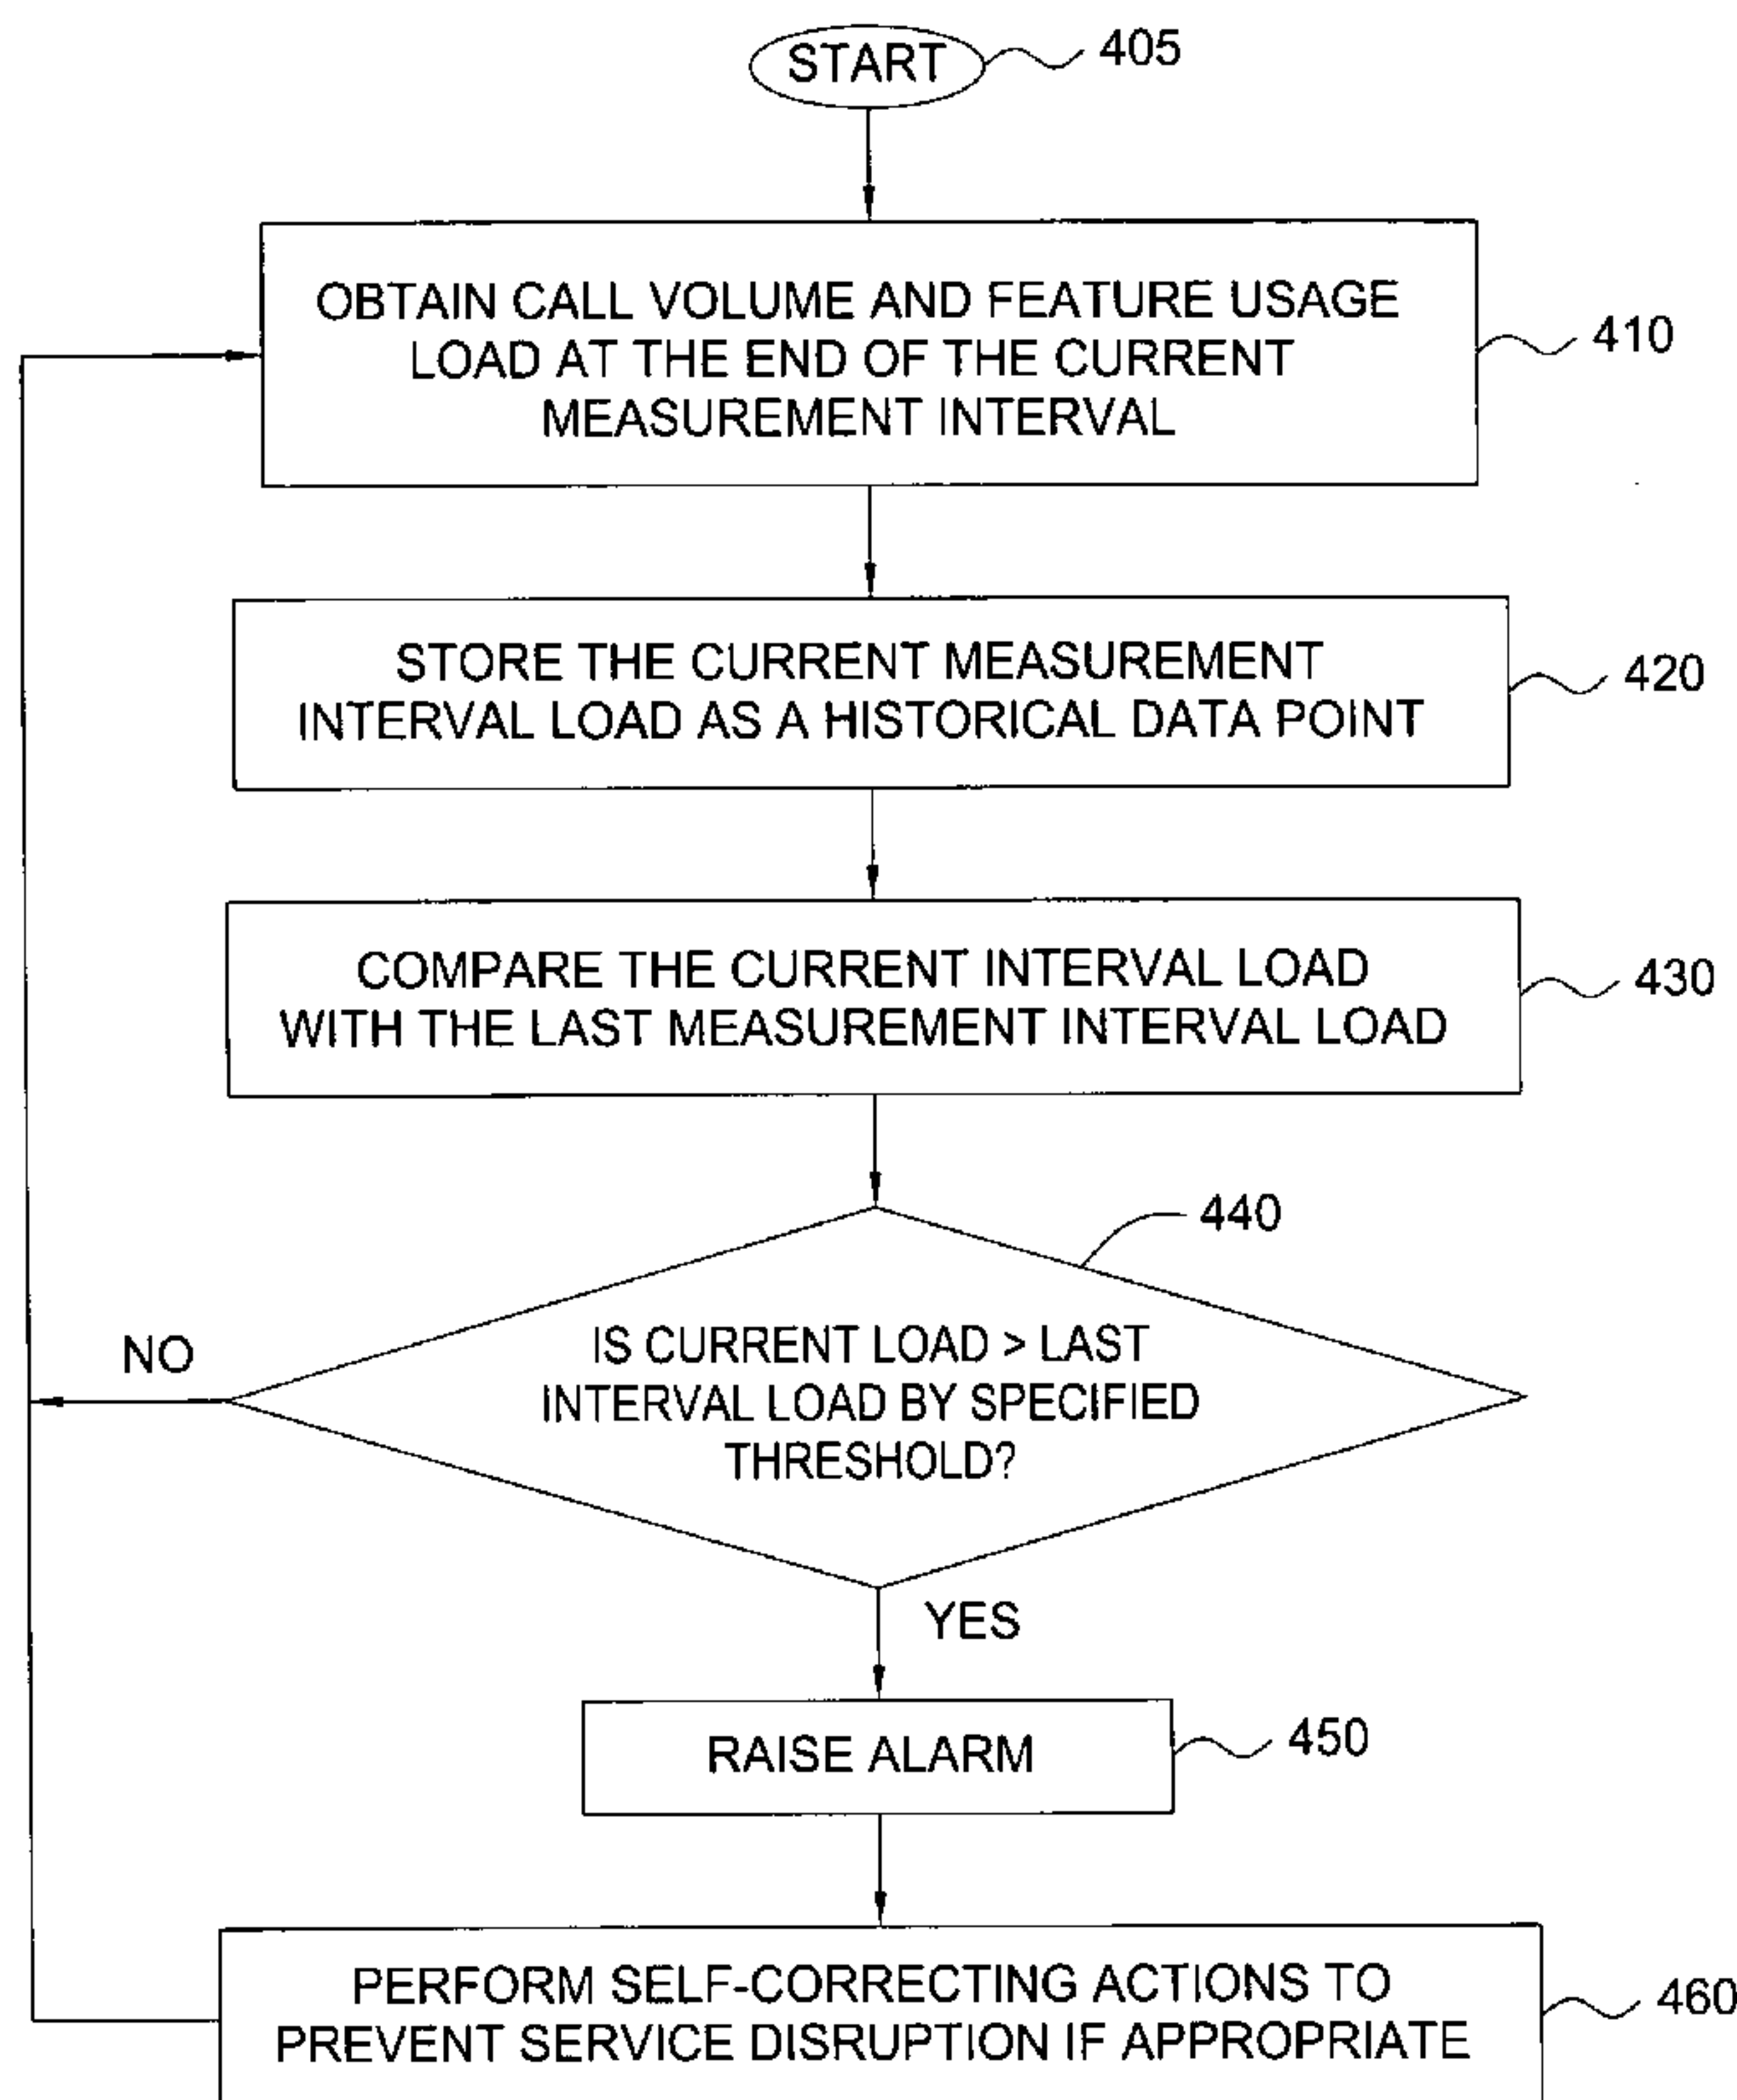 START
405
OBTAIN CALL VOLUME AND FEATURE USAGE
LOAD AT THE END OF THE CURRENT
MEASUREMENT INTERVAL
410
STORE THE CURRENT MEASUREMENT
INTERVAL LOAD AS A HISTORICAL DATA POINT
420
COMPARE THE CURRENT INTERVAL LOAD
WITH THE LAST MEASUREMENT INTERVAL LOAD
430
440
IS CURRENT LOAD > LAST
INTERVAL LOAD BY SPECIFIED
THRESHOLD?
NO
YES
RAISE ALARM
450
PERFORM SELF-CORRECTING ACTIONS TO
PREVENT SERVICE DISRUPTION IF APPROPRIATE
460